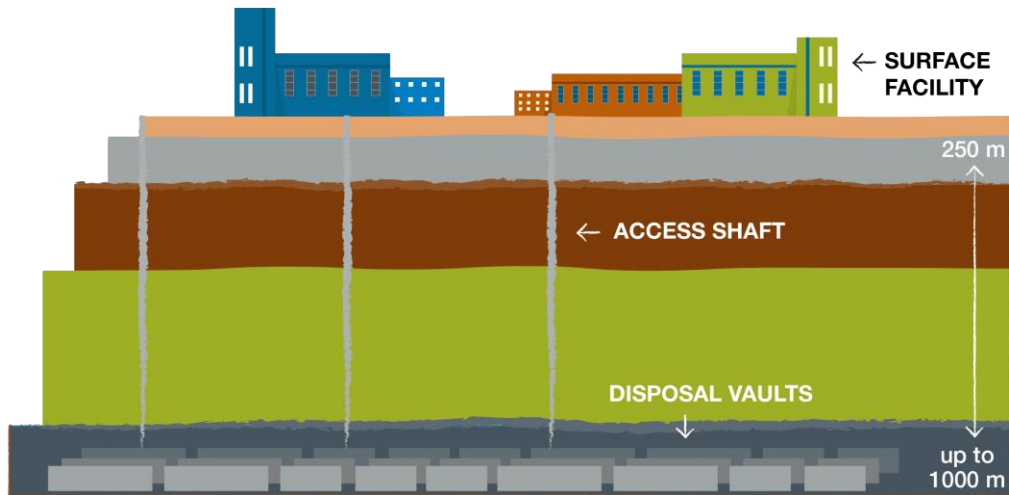 SURFACE
FACILITY
250 m
ACCESS SHAFT
DISPOSAL VAULTS
up to
1000 m